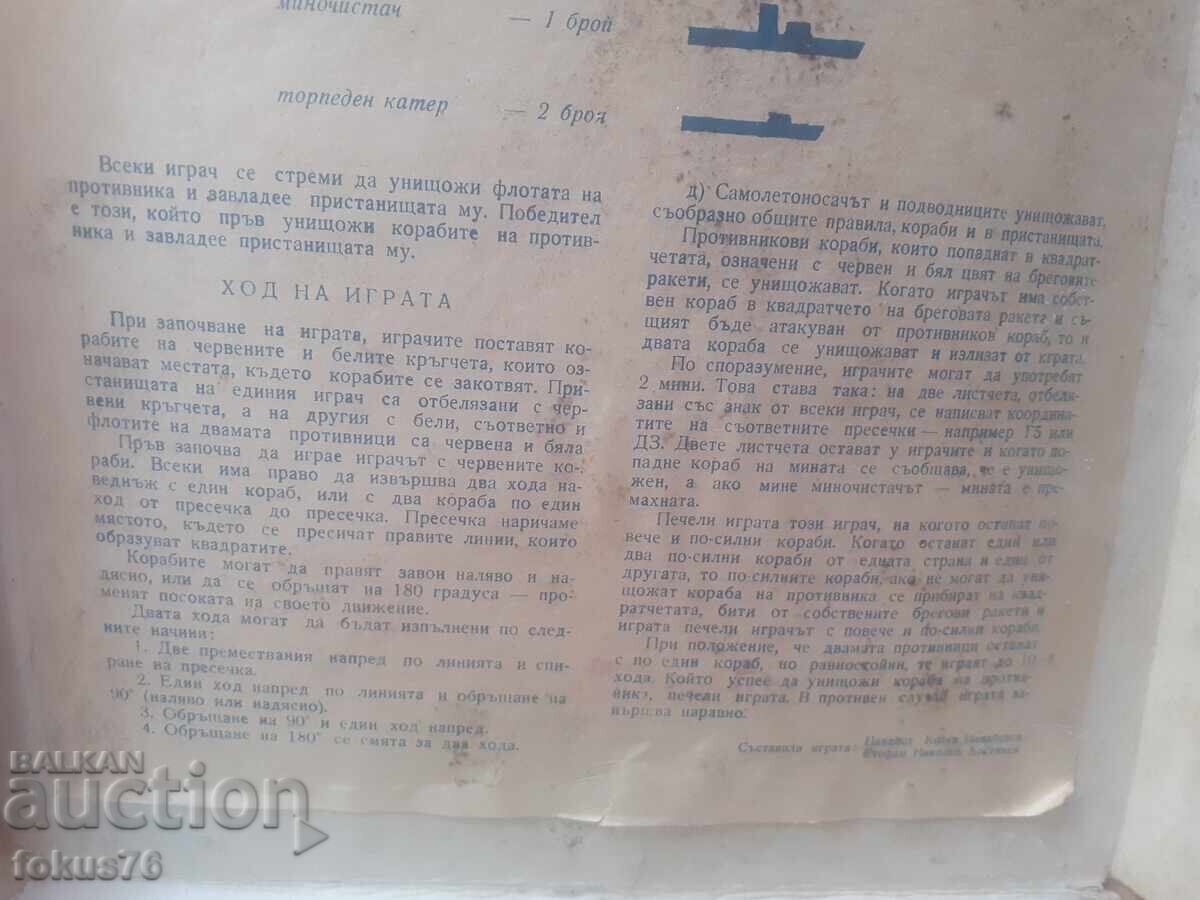 миночистач — 1 брой
торпеден катер — 2 броя
Всеки играч се стреми да унищожи флотата на
противника и завладее пристанищата му. Победител
е този, който пръв унищожи корабите на против-
ника и завладее пристанищата му.
ХОД НА ИГРАТА
При започване на играта, играчите поставят ко-
рабите на червените и белите кръгчета, които оз-
начават местата, където корабите се закотвят. При-
станищата на единия играч са отбелязани с чер-
вени кръгчета, а на другия с бели, съответно и
флотите на двамата противници са червена и бяла
Пръв започва да играе играчът с червените ко-
раби. Всеки има право да извършва два хода на-
веднъж с един кораб, или с два кораба по един
ход от пресечка до пресечка. Пресечка наричаме
мястото, където се пресичат правите линии, които
образуват квадратите.
Корабите могат да правят завои наляво и на-
дясно, или да се обръщат на 180 градуса — про-
менят посоката на своето движение.
Двата хода могат да бъдат изпълнени по след-
ните начини:
1. Две премествания напред по линията и спи-
ране на пресечка.
2. Един ход напред по линията и обръщане на
90° (наляво или надясно).
3. Обръщане на 90° и един ход напред.
4. Обръщане на 180° се смята за два хода.
д) Самолетоносачът и подводниците унищожават,
съобразно общите правила, кораби и в пристанищата.
Противникови кораби, които попаднат в квадрат-
четата, означени с червен и бял цвят на бреговите
ракети, се унищожават. Когато играчът има собст-
вен кораб в квадратчето на бреговата ракета и съ-
щият бъде атакуван от противников кораб, то и
двата кораба се унищожават и излизат от играта.
По споразумение, играчите могат да употребят
2 мини. Това става така: на две листчета, отбеля-
зани със знак от всеки играч, се написват координа-
тите на съответните пресечки — например Г5 или
Д3. Двете листчета остават у играчите и когато по-
падне кораб на мината се съобщава, че е унищо-
жен, а ако мине миночистачът — мината е пре-
махната.
Печели играта този играч, на когото остават по-
вече и по-силни кораби. Когато останат един или
два по-силни кораби от едната страна и един от
другата, то по-силните кораби, ако не могат да уни-
щожат кораба на противника се прибират на квад-
ратчетата, бити от собствените брегови ракети и
играта печели играчът с повече и по-силни кораби.
При положение, че двамата противници остават
с по един кораб, но равностойни, те играят до 10
хода. Който успее да унищожи кораба на против-
ника, печели играта. В противен случай играта за-
вършва наравно.
Съставили играта:
BALKAN
auction
fokus76